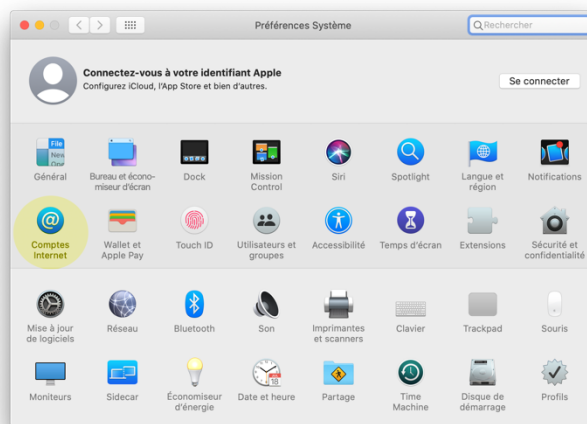 Préférences Système
Rechercher
Connectez-vous à votre identifiant Apple
Configurez iCloud, l'App Store et bien d'autres.
Se connecter
File
New
One
Général
Bureau et écono-
miseur d'écran
Dock
Mission
Control
Siri
Spotlight
Langue et
région
Notifications
@
Comptes
Internet
Wallet et
Apple Pay
Touch ID
Utilisateurs et
groupes
Accessibilité
Temps d'écran
Extensions
Sécurité et
confidentialité
Mise à jour
de logiciels
Réseau
Bluetooth
Son
Imprimantes
et scanners
Clavier
Trackpad
Souris
Moniteurs
Sidecar
Économiseur
d'énergie
18
Date et heure
Partage
Time
Machine
Disque de
démarrage
Profils